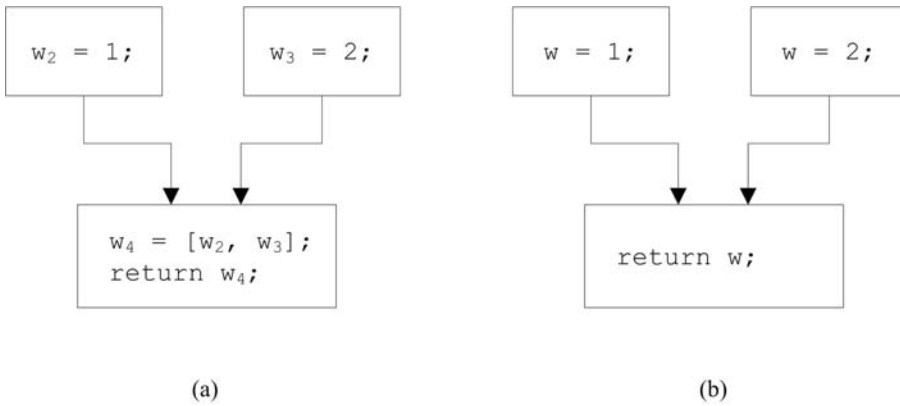 w₂ = 1;
w₃ = 2;
w₄ = [w₂, w₃];
return w₄;
(a)
w = 1;
w = 2;
return w;
(b)